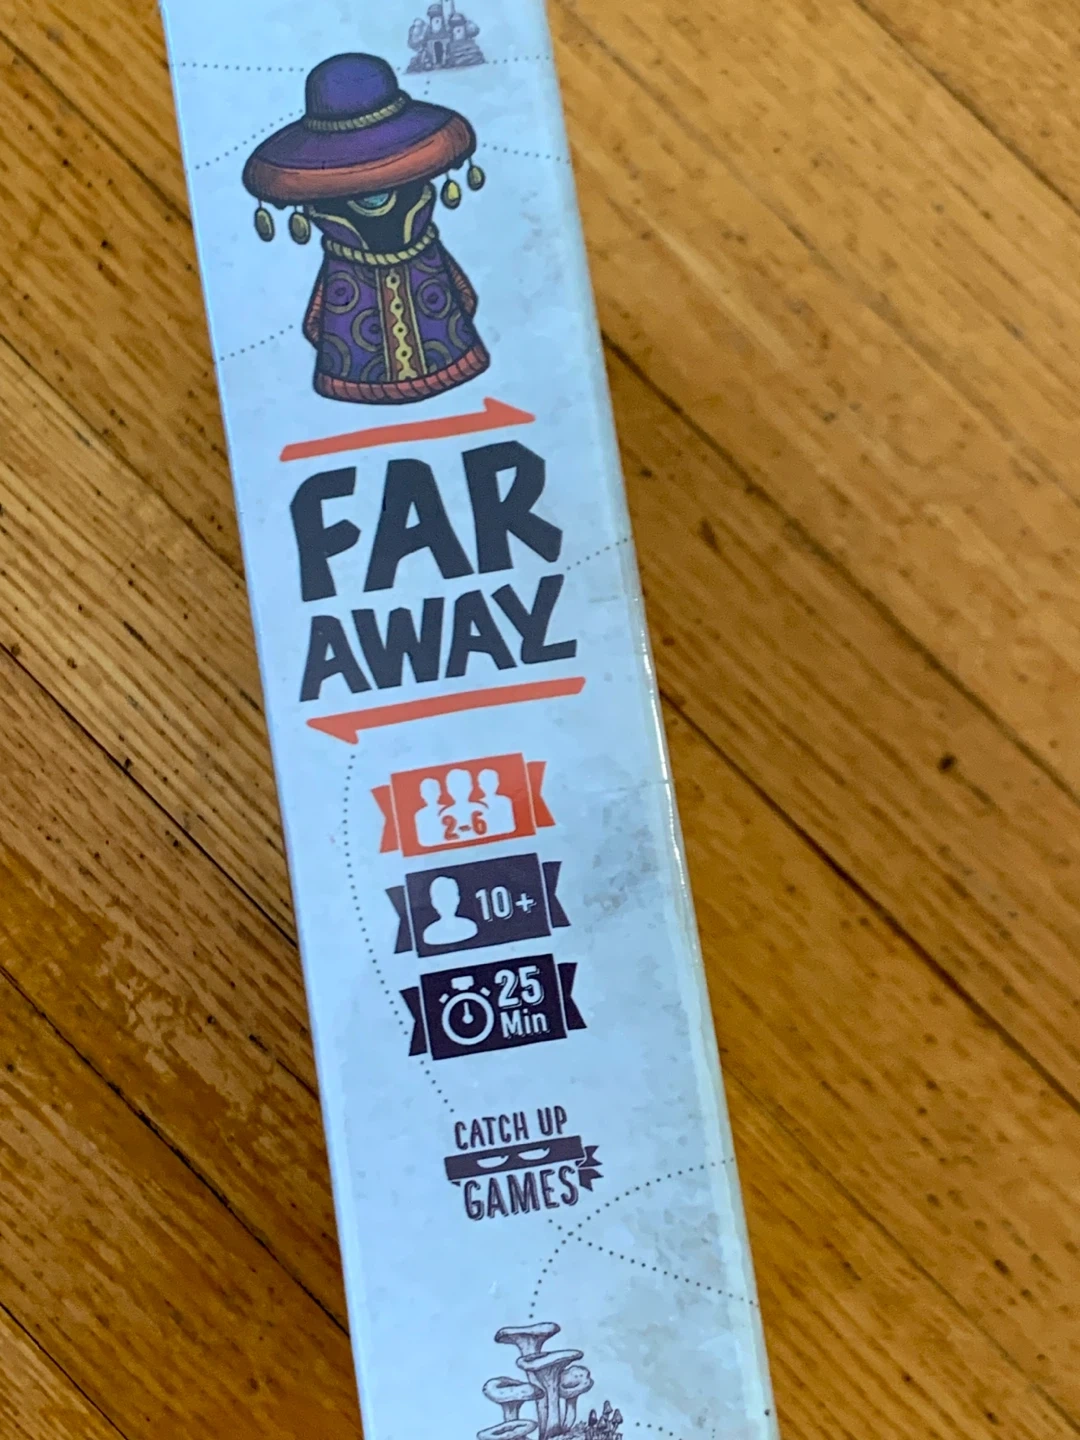 FAR
AWAY
2-6
10+
25
Min
CATCH UP
GAMES